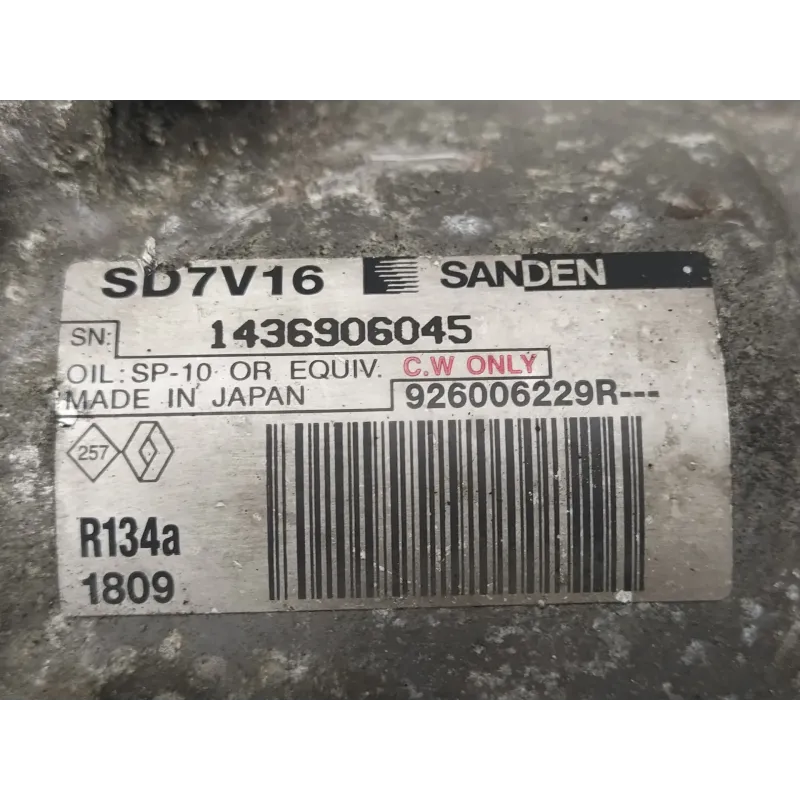 SD7V16 SANDEN
SN: 1436906045
OIL: SP-10 OR EQUIV. C.W ONLY
MADE IN JAPAN 926006229R---
257
R134a
1809